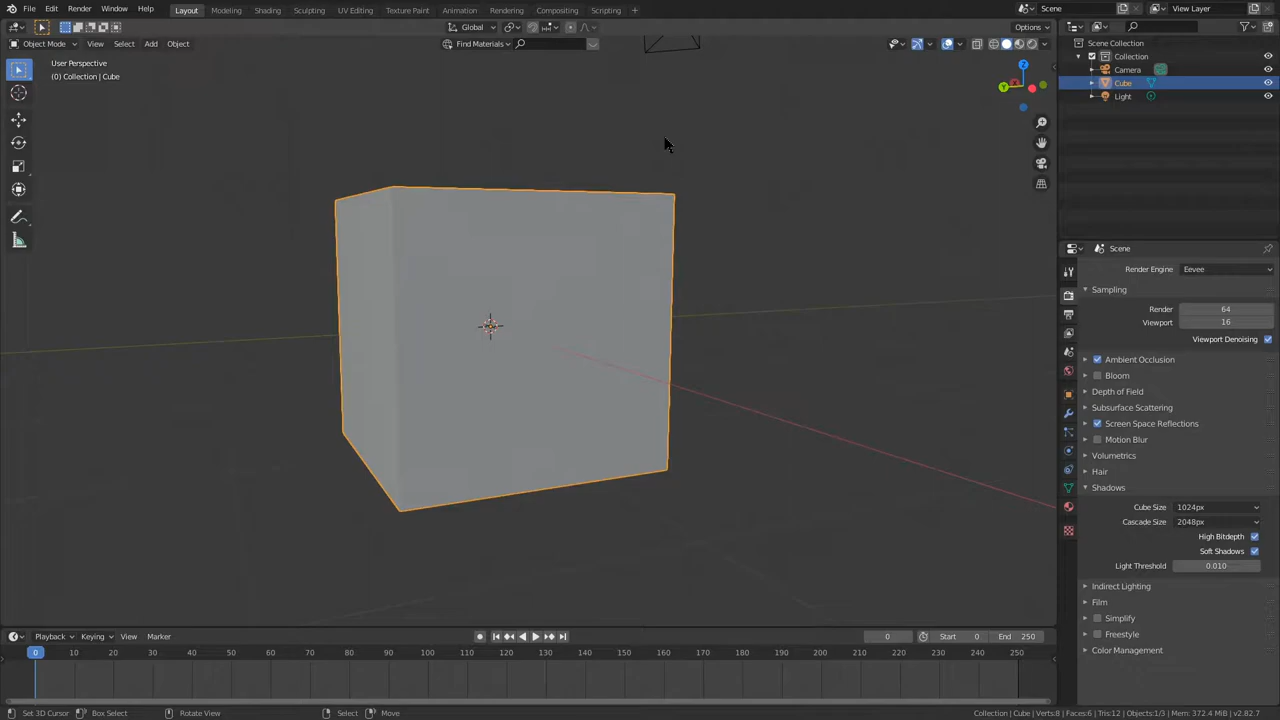 File Edit Render Window Help Layout Modeling Shading Sculpting UV Editing Texture Paint Animation Rendering Compositing Scripting + Scene View Layer
Global Options
Object Mode View Select Add Object Find Materials
User Perspective
(0) Collection | Cube
Z
Y
Scene Collection
Collection
Camera
Cube
Light
Scene
Render Engine Eevee
Sampling
Render 64
Viewport 16
Viewport Denoising
Ambient Occlusion
Bloom
Depth of Field
Subsurface Scattering
Screen Space Reflections
Motion Blur
Volumetrics
Hair
Shadows
Cube Size 1024px
Cascade Size 2048px
High Bitdepth
Soft Shadows
Light Threshold 0.010
Indirect Lighting
Film
Simplify
Freestyle
Color Management
Playback Keying View Marker 0 Start 0 End 250
0 10 20 30 40 50 60 70 80 90 100 110 120 130 140 150 160 170 180 190 200 210 220 230 240 250
Set 3D Cursor Box Select Rotate View Select Move Collection | Cube | Verts:8 | Faces:6 | Tris:12 | Objects:1/3 | Mem: 372.4 MiB | v2.82.7